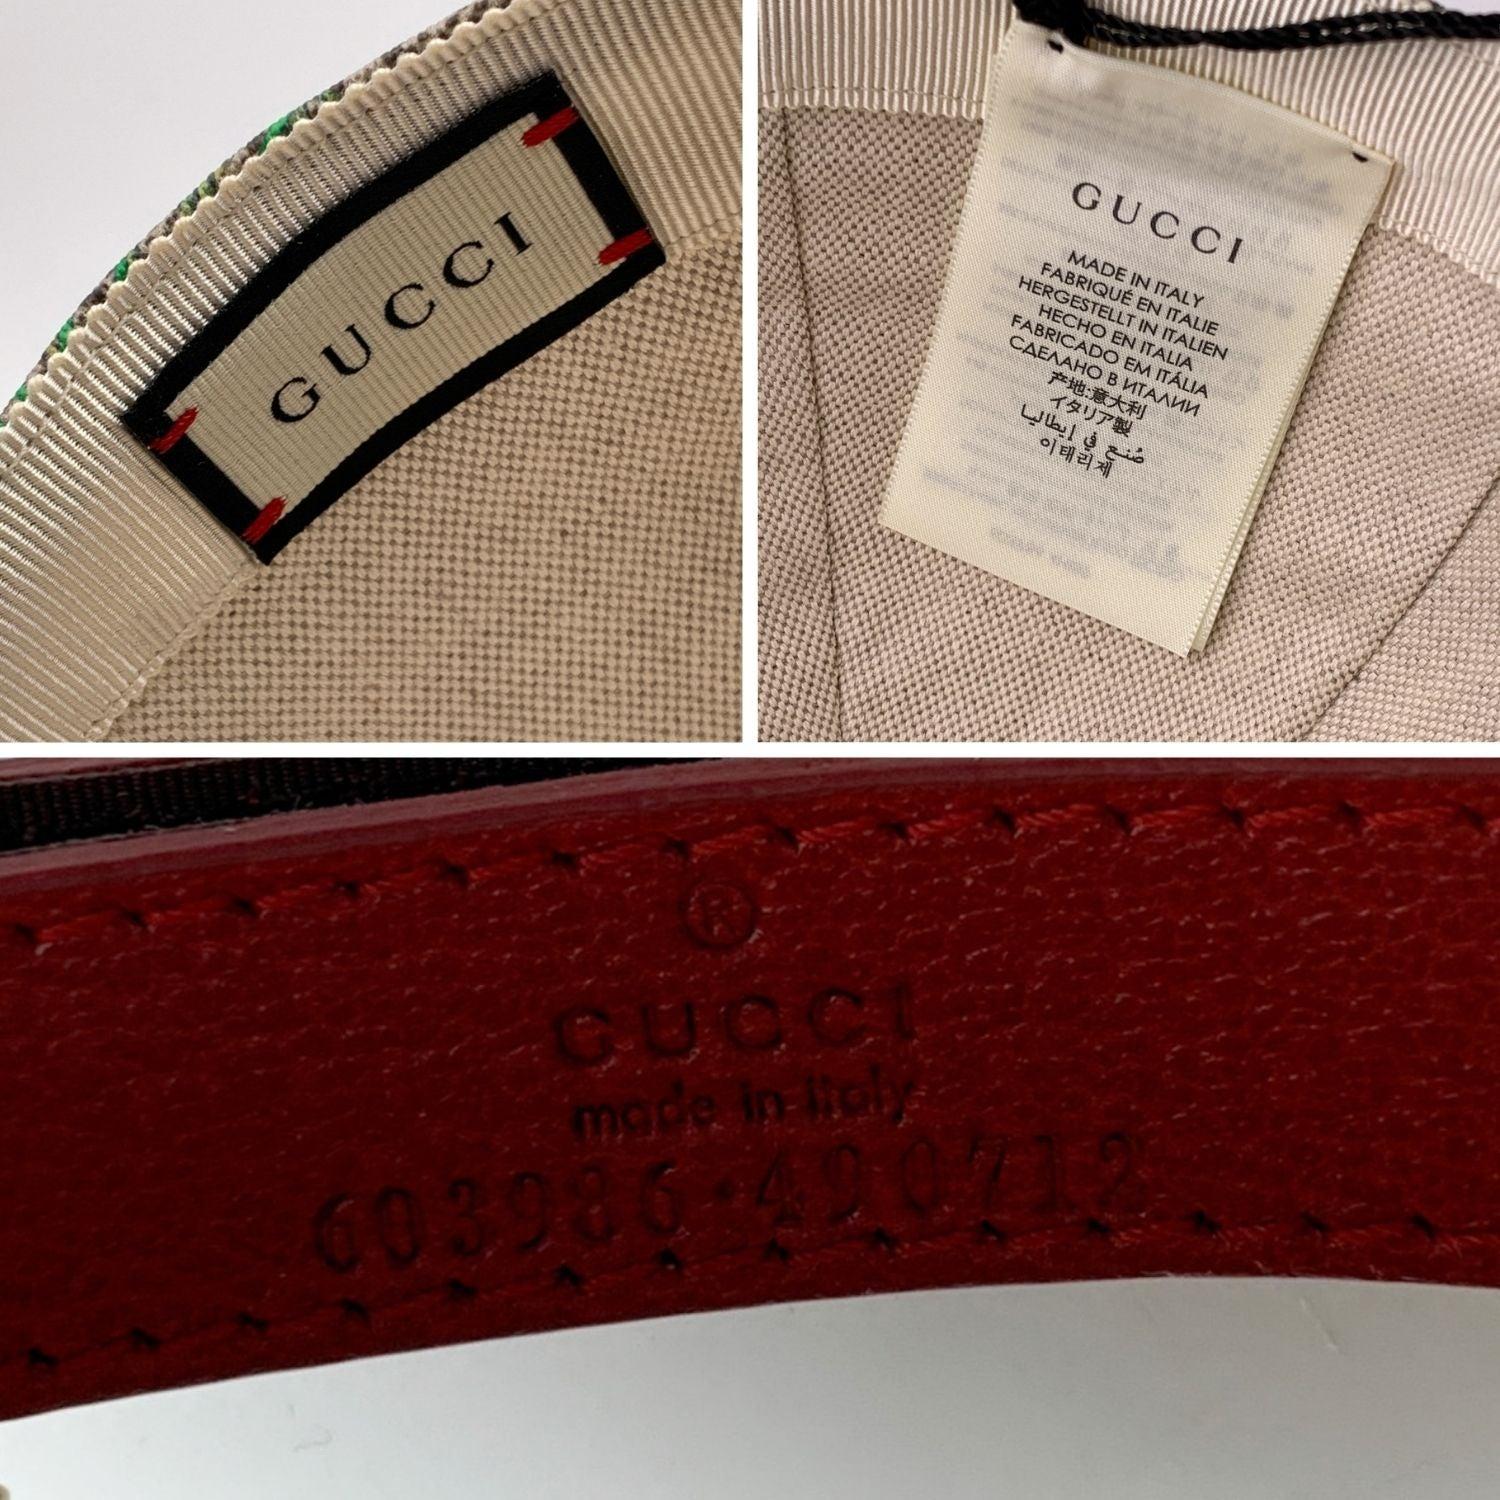 GUCCI
GUCCI
MADE IN ITALY
FABRIQUÉ EN ITALIE
HERGESTELLT IN ITALIEN
HECHO EN ITALIA
FABRICADO EM ITÁLIA
СДЕЛАНО В ИТАЛИИ
产地:意大利
イタリア製
صُنع في إيطاليا
이태리제
®
GUCCI
made in italy
603986·490712